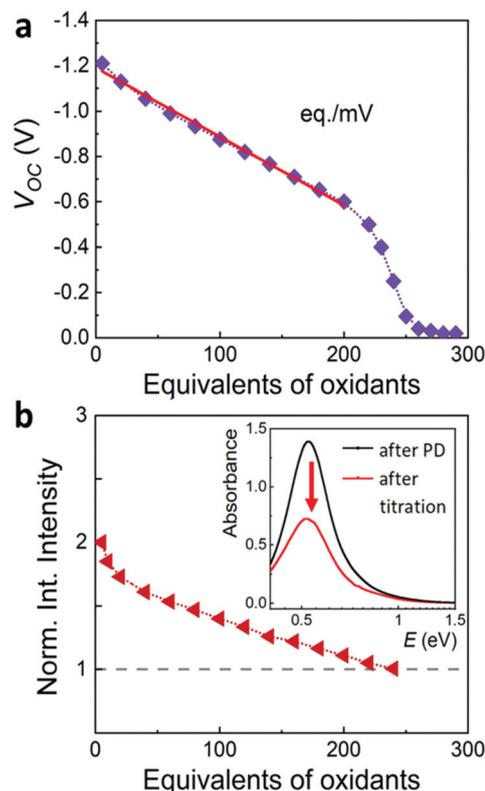 a
-1.4
-1.2
-1.0
-0.8
-0.6
-0.4
-0.2
0.0
V_OC (V)
eq./mV
0 100 200 300
Equivalents of oxidants
b
3
2
1
Norm. Int. Intensity
1.5
1.0
0.5
0.0
Absorbance
after PD
after
titration
0.5 1 1.5
E (eV)
0 100 200 300
Equivalents of oxidants